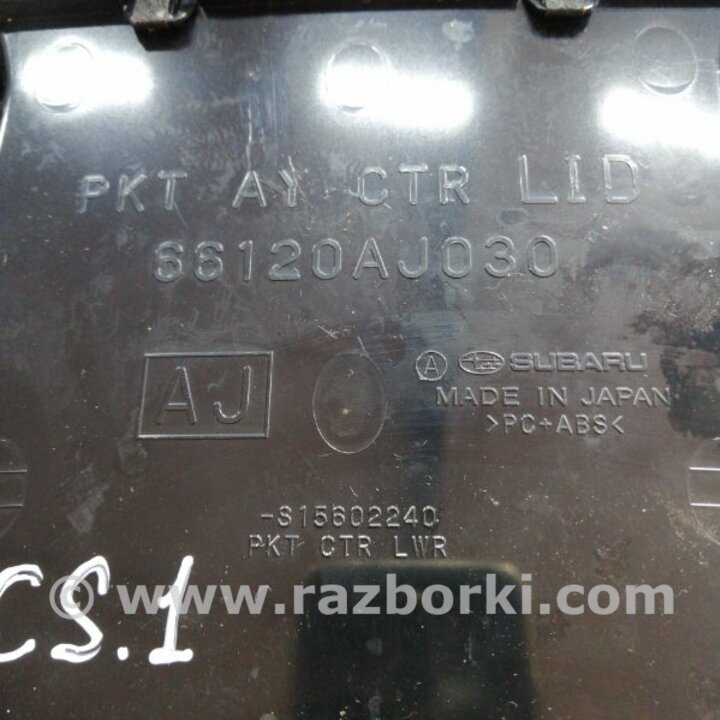 PKT AY CTR LID
66120AJ030
AJ
A SUBARU
MADE IN JAPAN
>PC+ABS<
-S15602240
PKT CTR LWR
© www.razborki.com
CS.1